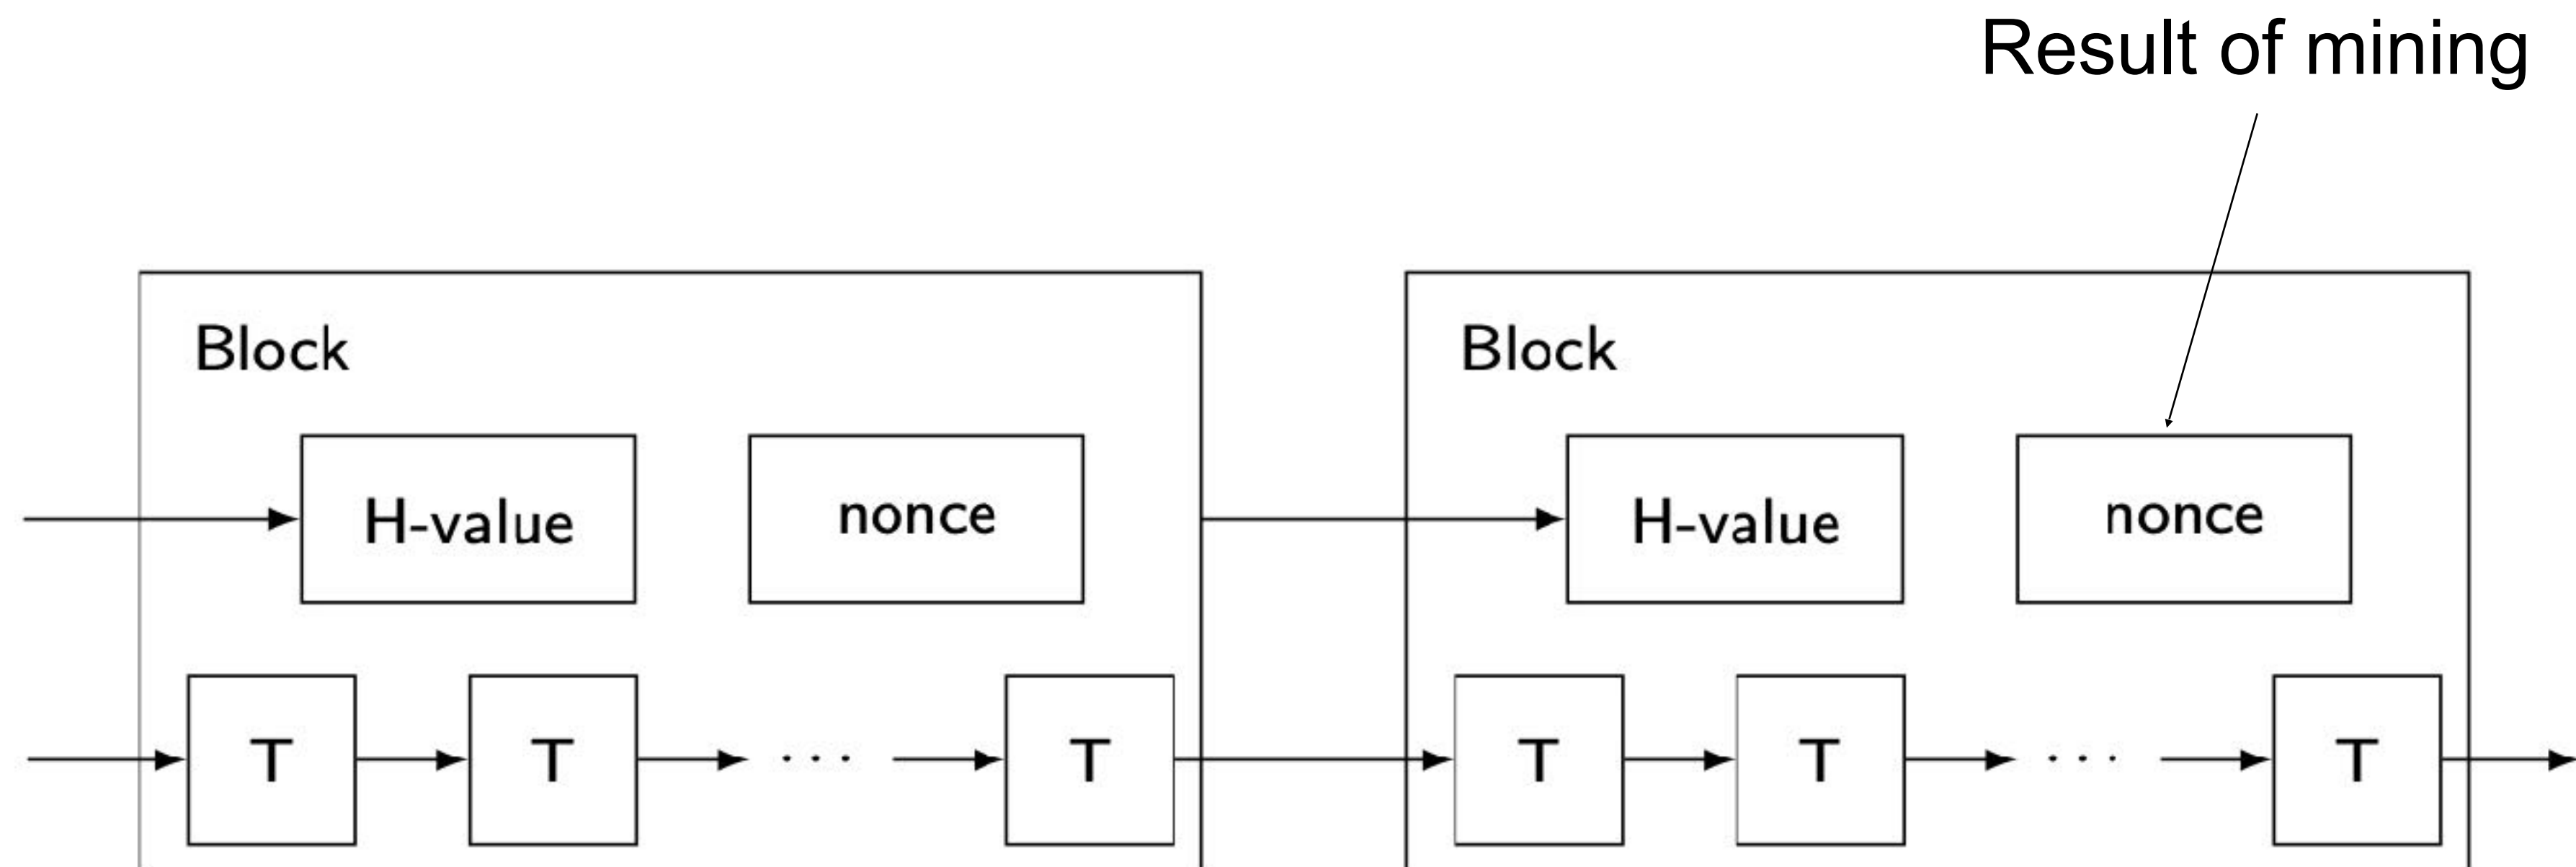 Result of mining
Block Block
H-value nonce H-value nonce
T T ... T T T ... T